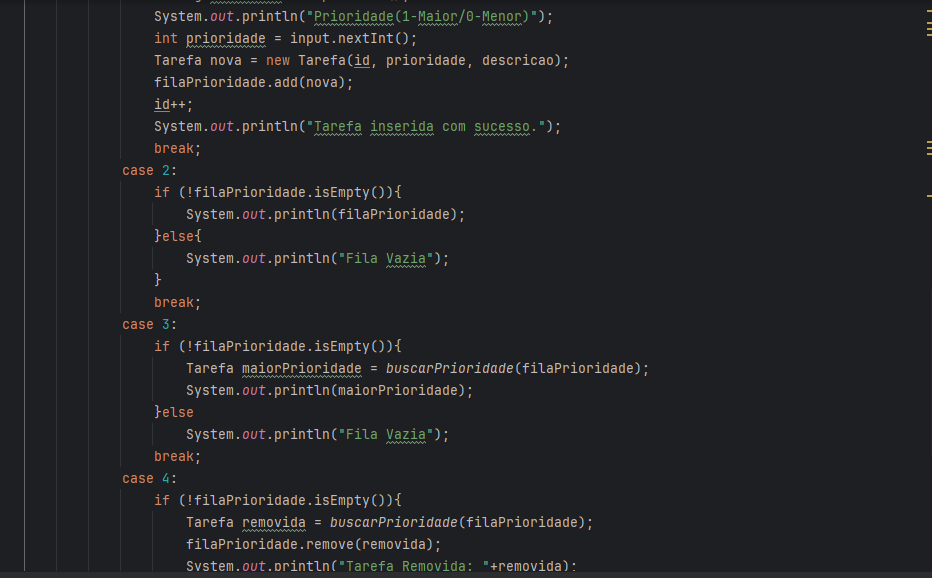 System.out.println("Prioridade(1-Maior/0-Menor)");
int prioridade = input.nextInt();
Tarefa nova = new Tarefa(id, prioridade, descricao);
filaPrioridade.add(nova);
id++;
System.out.println("Tarefa inserida com sucesso.");
break;
case 2:
if (!filaPrioridade.isEmpty()){
System.out.println(filaPrioridade);
}else{
System.out.println("Fila Vazia");
}
break;
case 3:
if (!filaPrioridade.isEmpty()){
Tarefa maiorPrioridade = buscarPrioridade(filaPrioridade);
System.out.println(maiorPrioridade);
}else
System.out.println("Fila Vazia");
break;
case 4:
if (!filaPrioridade.isEmpty()){
Tarefa removida = buscarPrioridade(filaPrioridade);
filaPrioridade.remove(removida);
System.out.println("Tarefa Removida: "+removida);